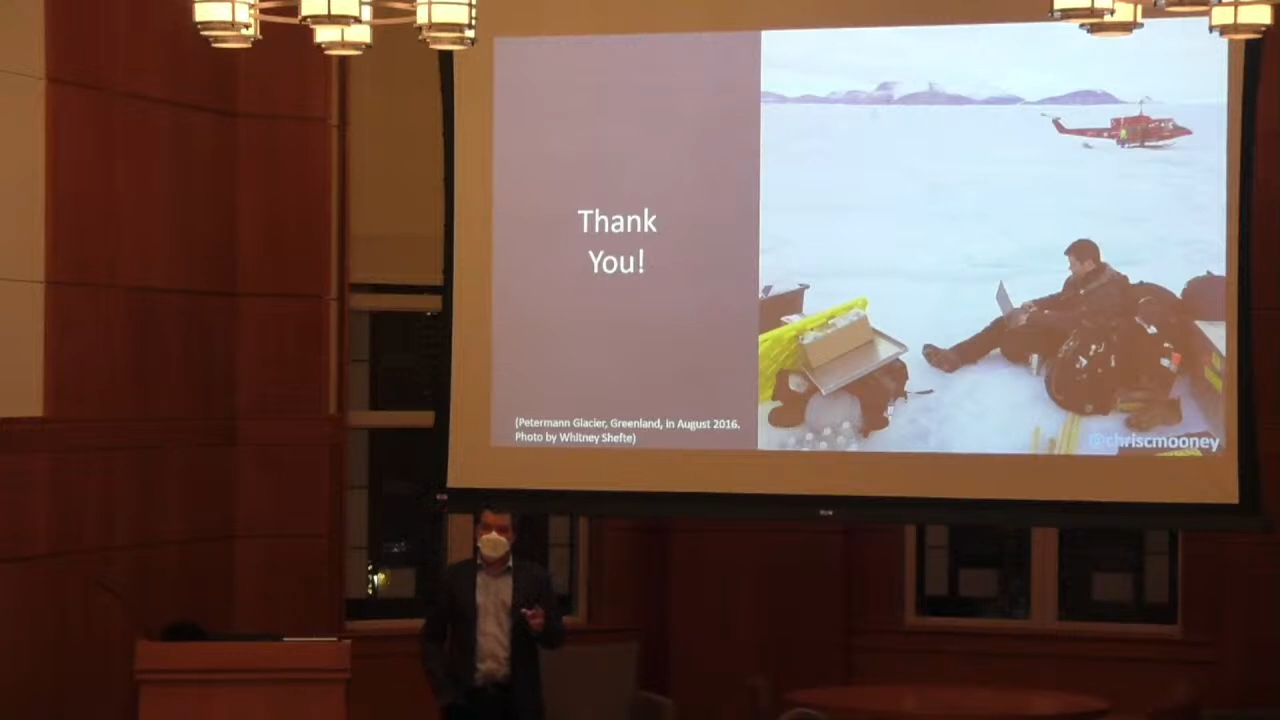 Thank
You!
(Petermann Glacier, Greenland, in August 2016.
Photo by Whitney Shefte)
@chriscmooney